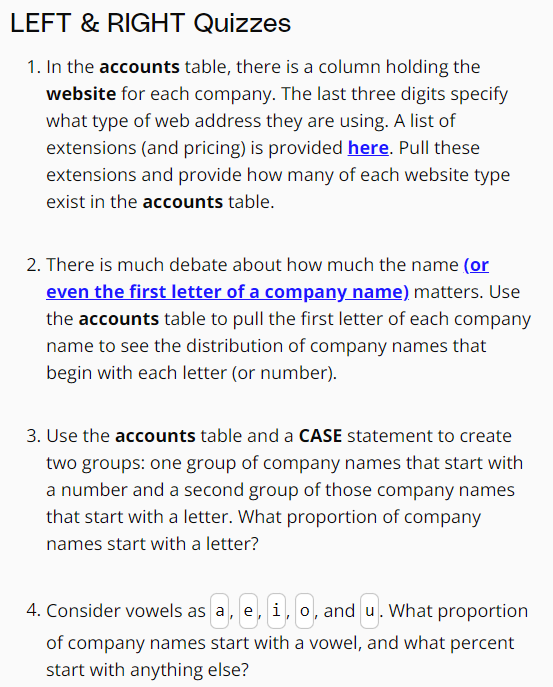 LEFT & RIGHT Quizzes
1. In the accounts table, there is a column holding the
website for each company. The last three digits specify
what type of web address they are using. A list of
extensions (and pricing) is provided here. Pull these
extensions and provide how many of each website type
exist in the accounts table.
2. There is much debate about how much the name (or
even the first letter of a company name) matters. Use
the accounts table to pull the first letter of each company
name to see the distribution of company names that
begin with each letter (or number).
3. Use the accounts table and a CASE statement to create
two groups: one group of company names that start with
a number and a second group of those company names
that start with a letter. What proportion of company
names start with a letter?
4. Consider vowels as a, e, i, o, and u. What proportion
of company names start with a vowel, and what percent
start with anything else?